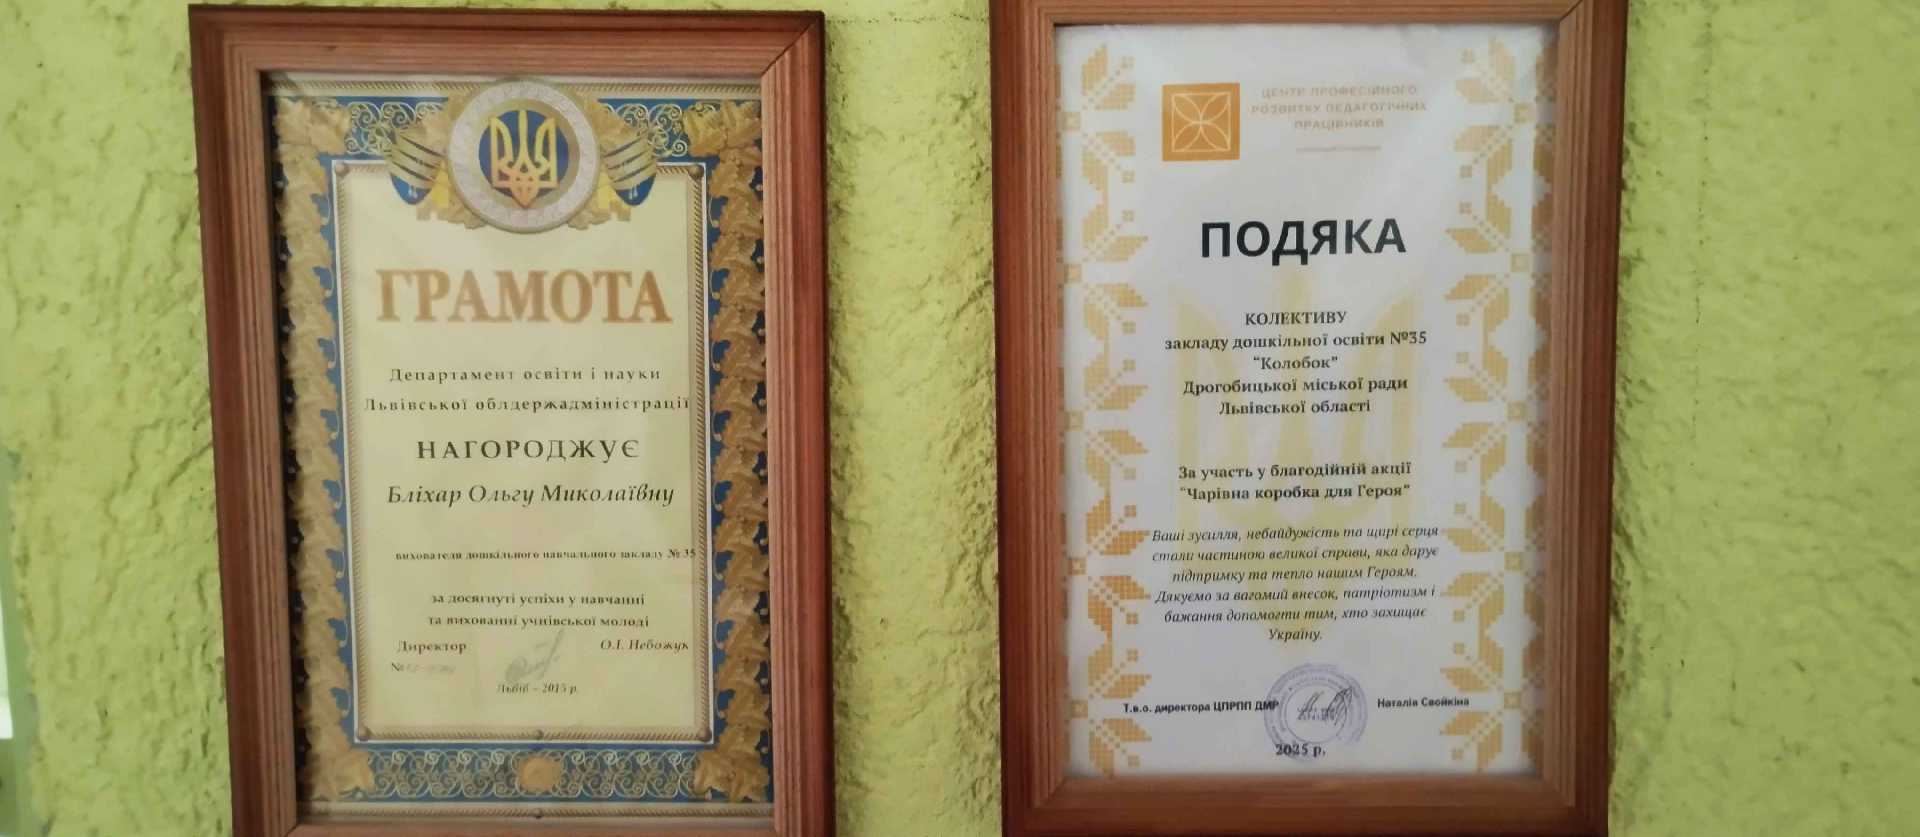 ГРАМОТА
Департамент освіти і науки
Львівської облдержадміністрації
НАГОРОДЖУЄ
Бліхар Ольгу Миколаївну
вихователя дошкільного навчального закладу № 35
за досягнуті успіхи у навчанні
та вихованні учнівської молоді
Директор О.І. Небожук
№
Львів - 2015 р.
ЦЕНТР ПРОФЕСІЙНОГО
РОЗВИТКУ ПЕДАГОГІЧНИХ
ПРАЦІВНИКІВ
ПОДЯКА
КОЛЕКТИВУ
закладу дошкільної освіти №35
“Колобок”
Дрогобицької міської ради
Львівської області
За участь у благодійній акції
“Чарівна коробка для Героя”
Ваші зусилля, небайдужість та щирі серця
стали частиною великої справи, яка дарує
підтримку та тепло нашим Героям.
Дякуємо за вагомий внесок, патріотизм і
бажання допомогти тим, хто захищає
Україну.
Т.в.о. директора ЦПРПП ДМР Наталія Свойкіна
2025 р.